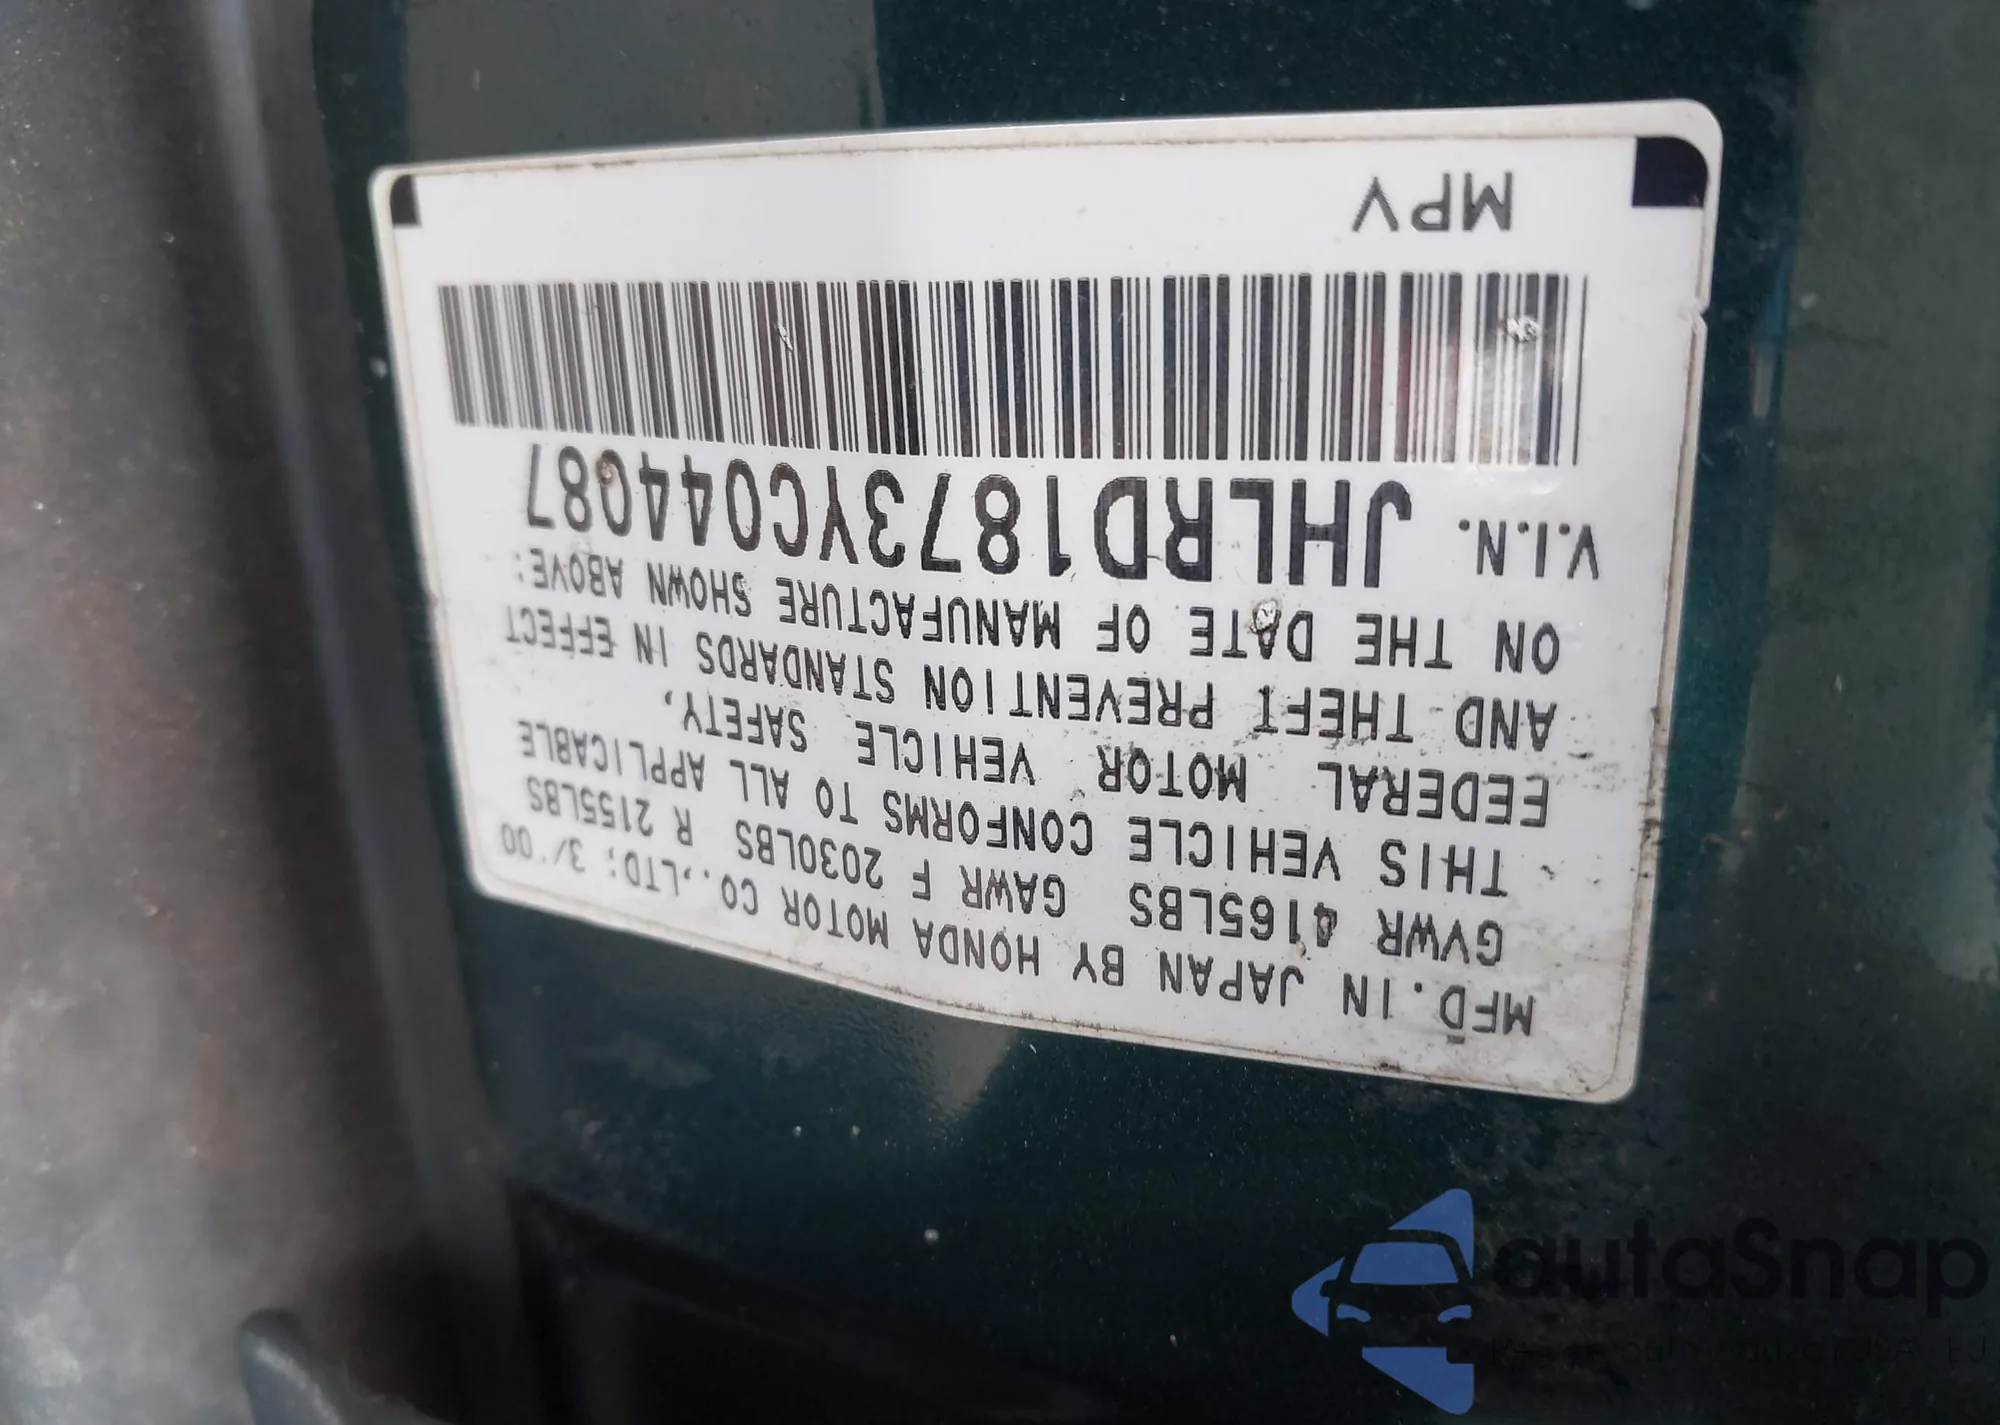 MFD.IN JAPAN BY HONDA MOTOR CO.,LTD; 3/'00
GVWR 4165LBS GAWR F 2030LBS R 2155LBS
THIS VEHICLE CONFORMS TO ALL APPLICABLE
FEDERAL MOTOR VEHICLE SAFETY,
AND THEFT PREVENTION STANDARDS IN EFFECT
ON THE DATE OF MANUFACTURE SHOWN ABOVE:
V.I.N. JHLRD1873YC044087
MPV
autaSnap